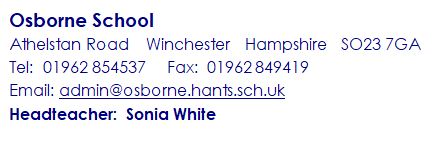 Osborne School
Athelstan Road Winchester Hampshire SO23 7GA
Tel: 01962 854537 Fax: 01962 849419
Email: admin@osborne.hants.sch.uk
Headteacher: Sonia White